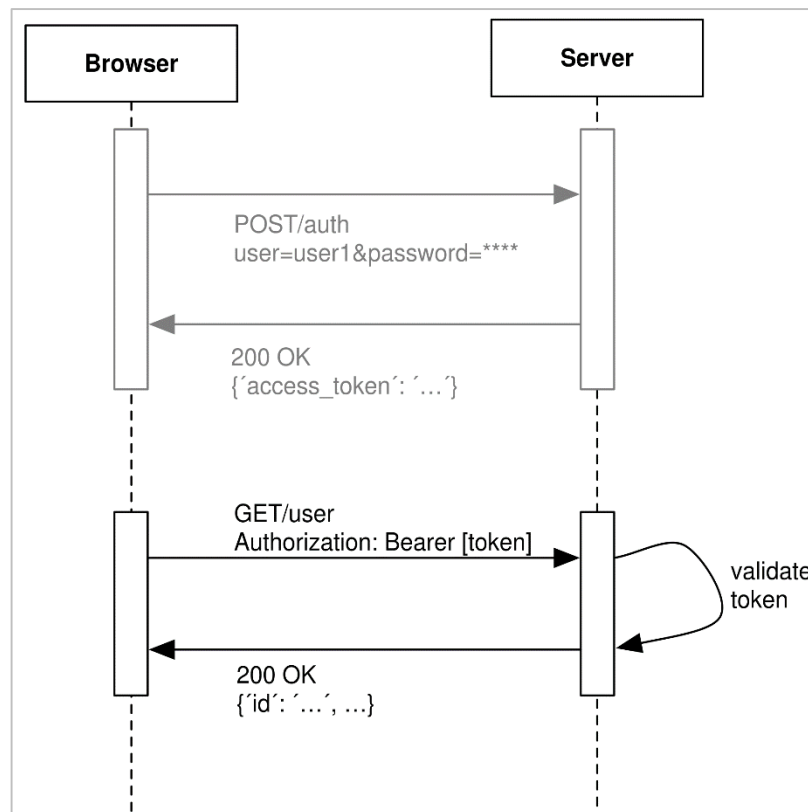 Browser
Server
POST/auth
user=user1&password=****
200 OK
{´access_token´: ´…´}
GET/user
Authorization: Bearer [token]
validate
token
200 OK
{´id´: ´…´, …}